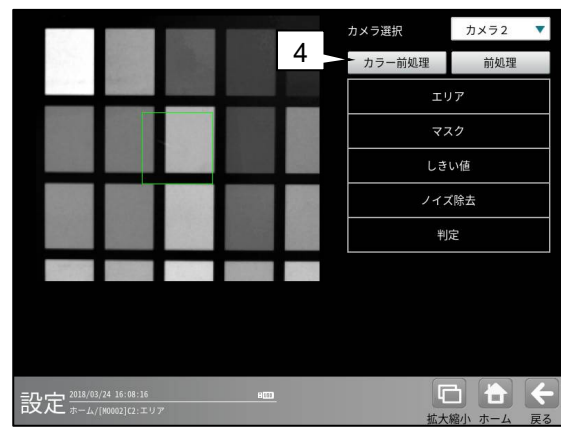 カメラ選択
カメラ2
4
カラー前処理
前処理
エリア
マスク
しきい値
ノイズ除去
判定
設定
2018/03/24 16:08:16
ホーム/[M0002]C2:エリア
拡大縮小
ホーム
戻る